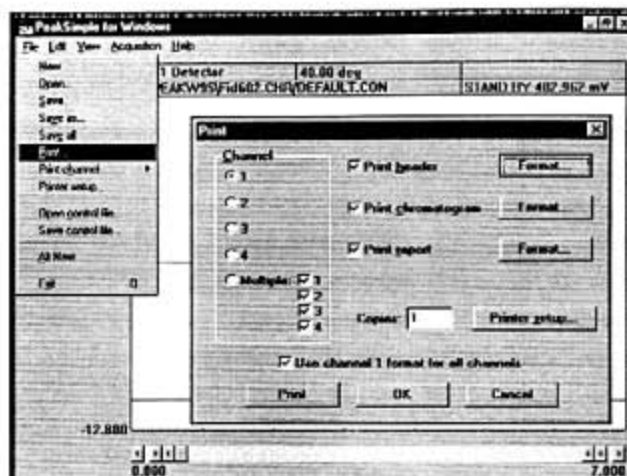 PeakSimple for Windows
File Edit View Acquisition Help
New
Open...
Save
Save as...
Save all
Print...
Print channel
Printer setup...
Open control file...
Save control file...
All New
Exit Q
1 Detector 40.00 deg
STAND BY 402.962 mV
Print
Channel
1
2
3
4
Multiple: 1
2
3
4
Print header Format...
Print chromatogram Format...
Print report Format...
Copies: 1 Printer setup...
Use channel 1 format for all channels
Print OK Cancel
-12.800
0.000 7.000